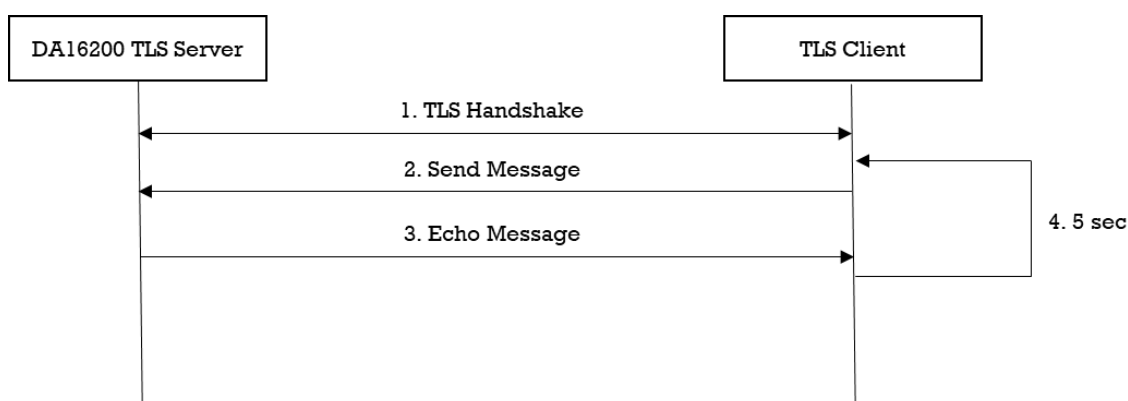 DA16200 TLS Server
TLS Client
1. TLS Handshake
2. Send Message
3. Echo Message
4. 5 sec